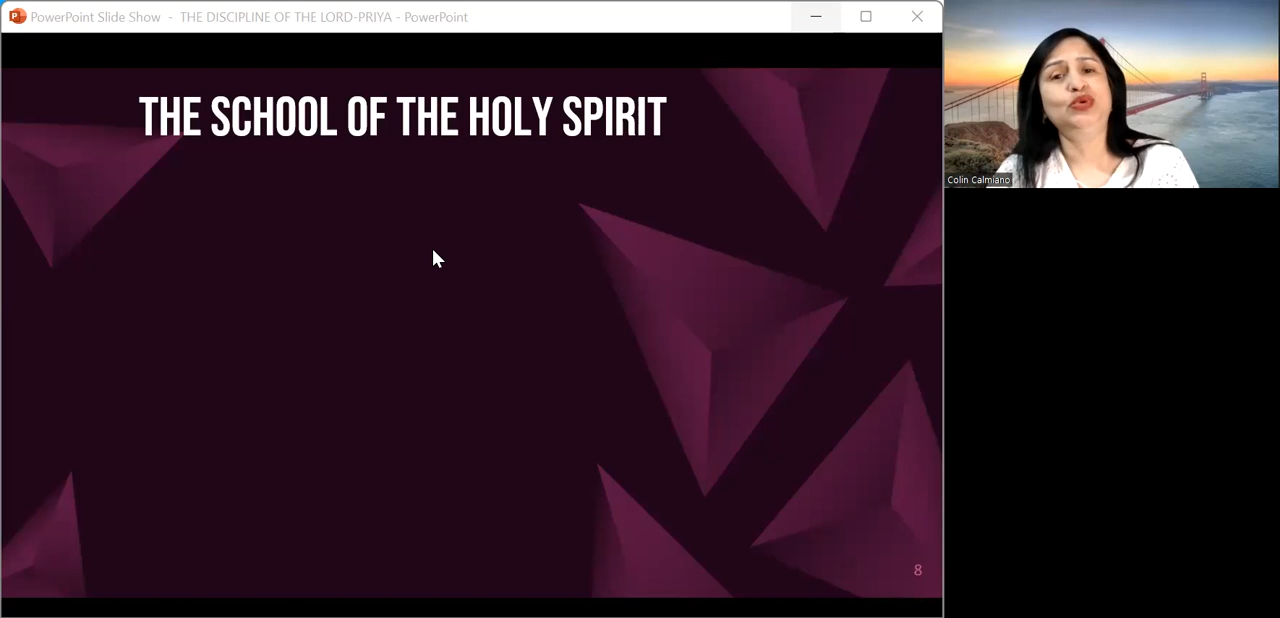 PowerPoint Slide Show - THE DISCIPLINE OF THE LORD-PRIYA - PowerPoint
THE SCHOOL OF THE HOLY SPIRIT
Colin Calmiano
8